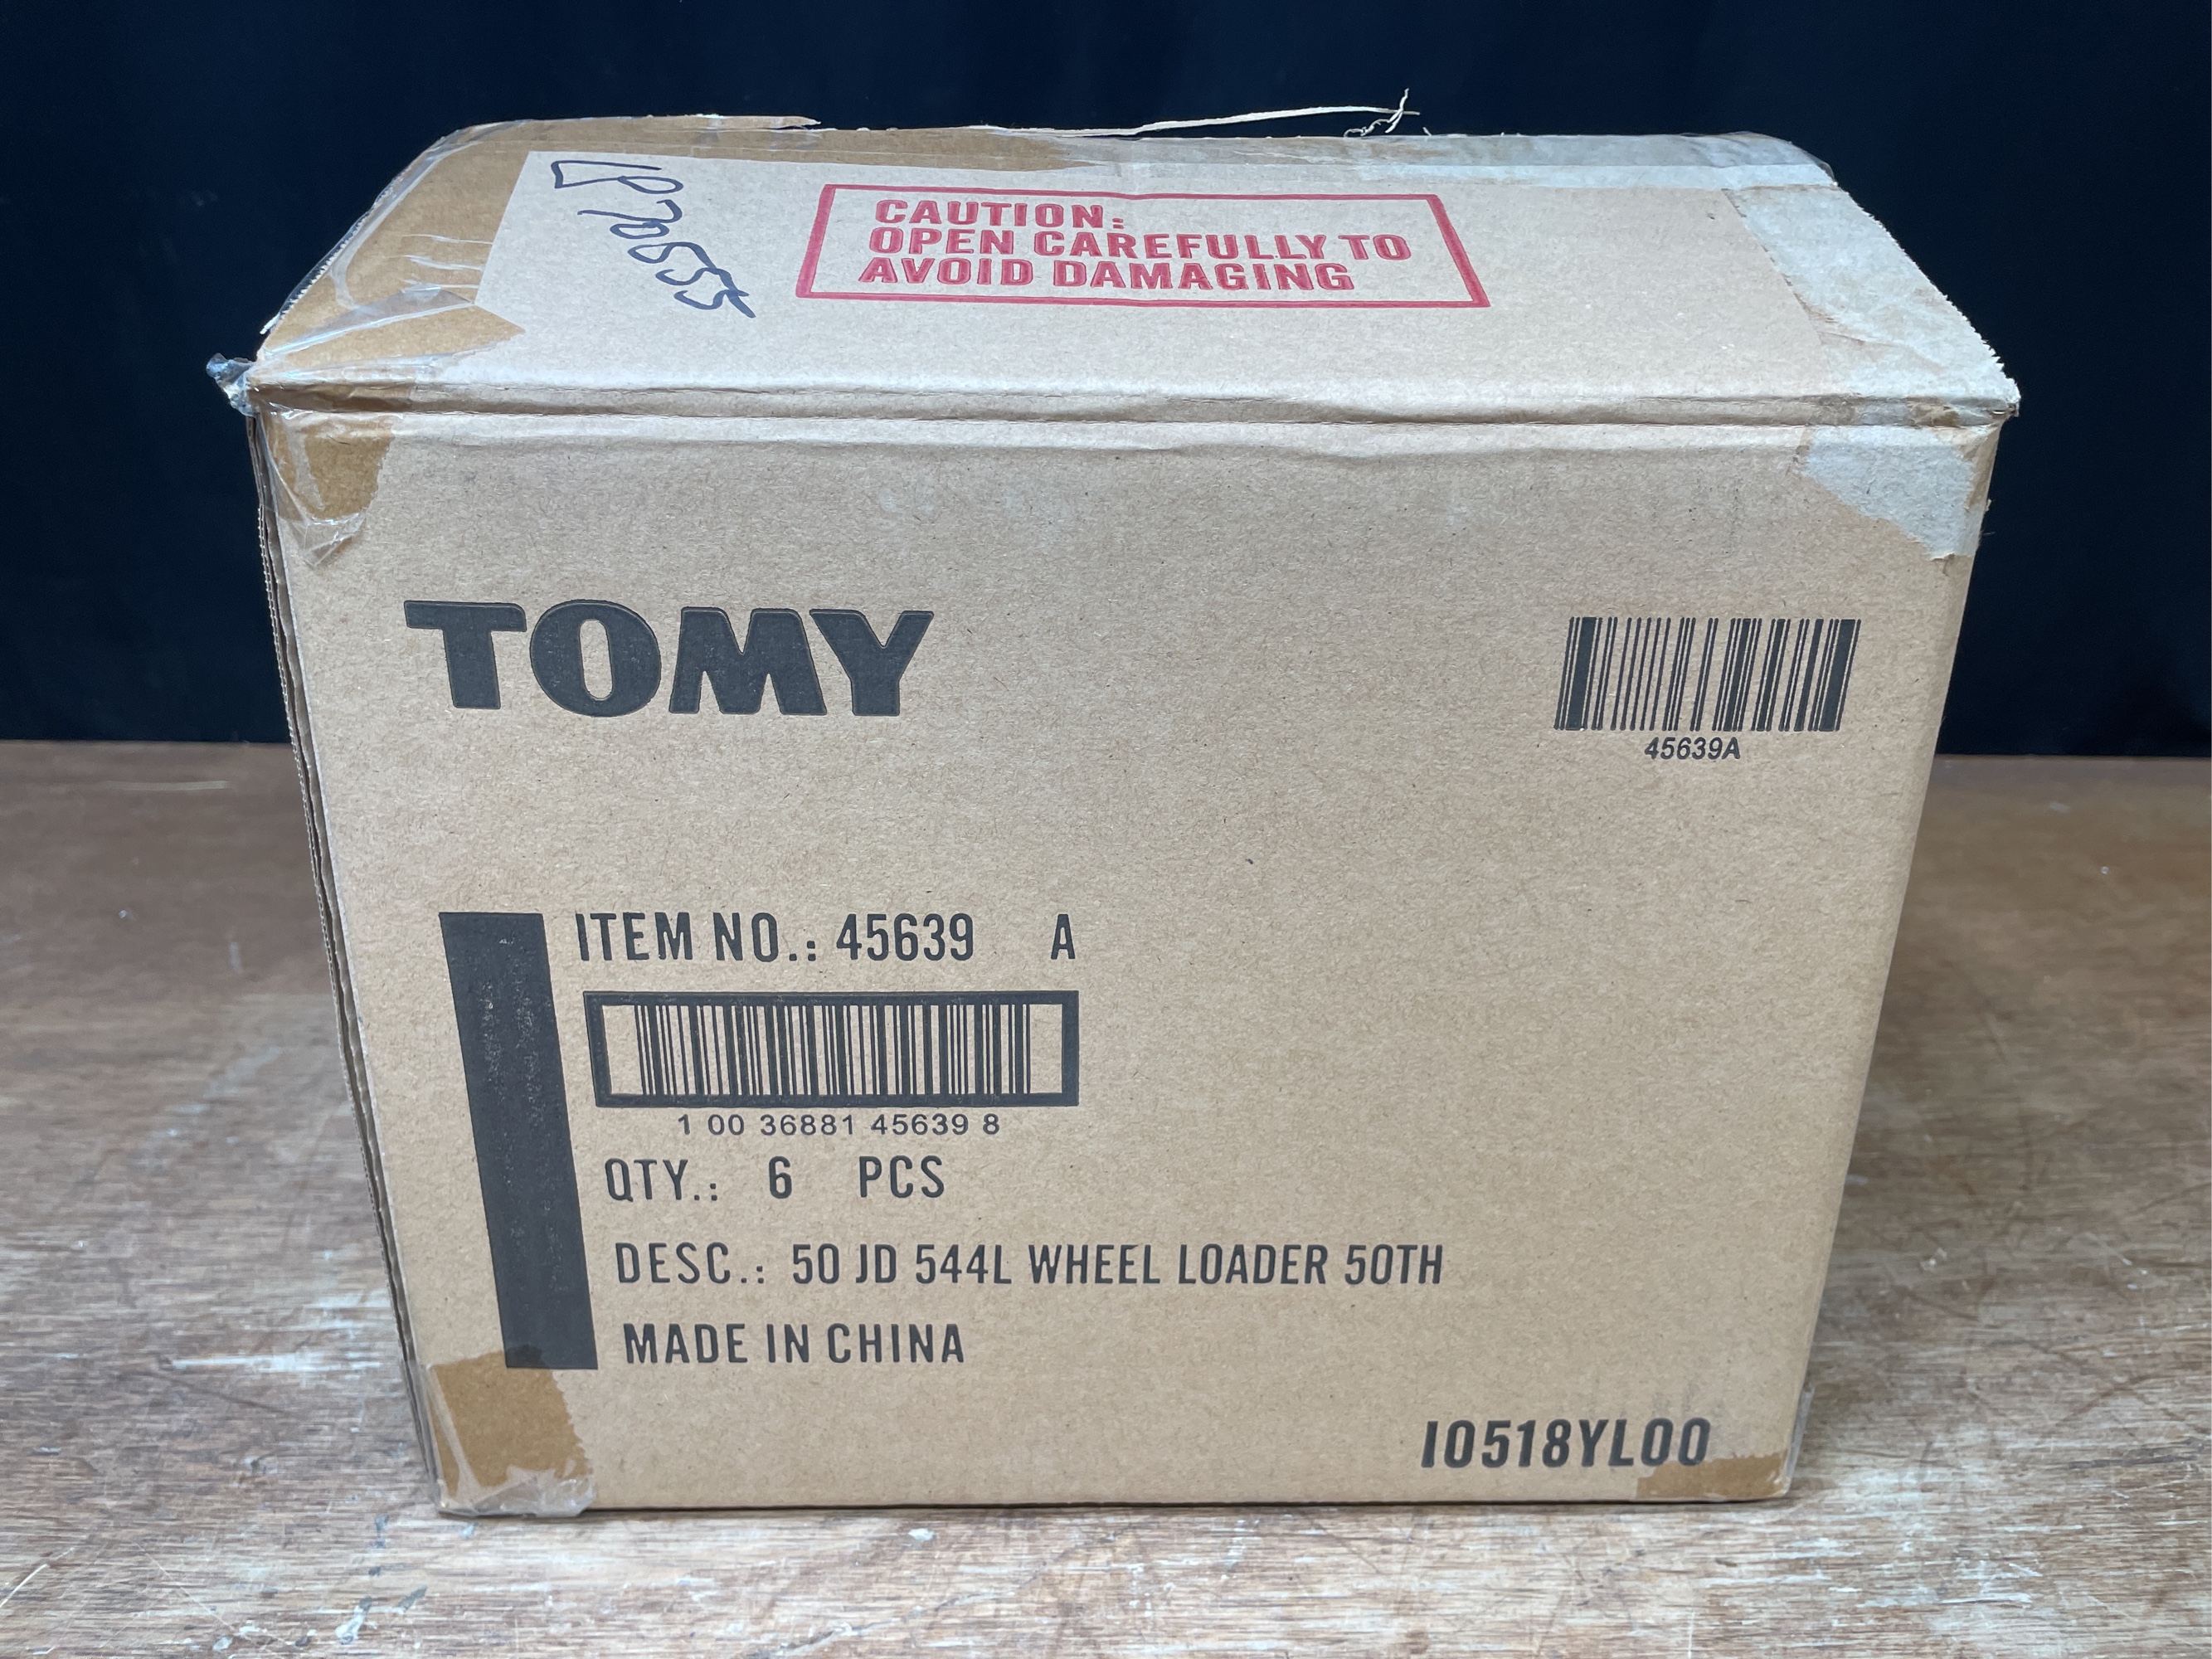 LP70555
CAUTION:
OPEN CAREFULLY TO
AVOID DAMAGING
TOMY
45639A
ITEM NO.: 45639 A
1 00 36881 45639 8
QTY.: 6 PCS
DESC.: 50 JD 544L WHEEL LOADER 50TH
MADE IN CHINA
I0518YL00